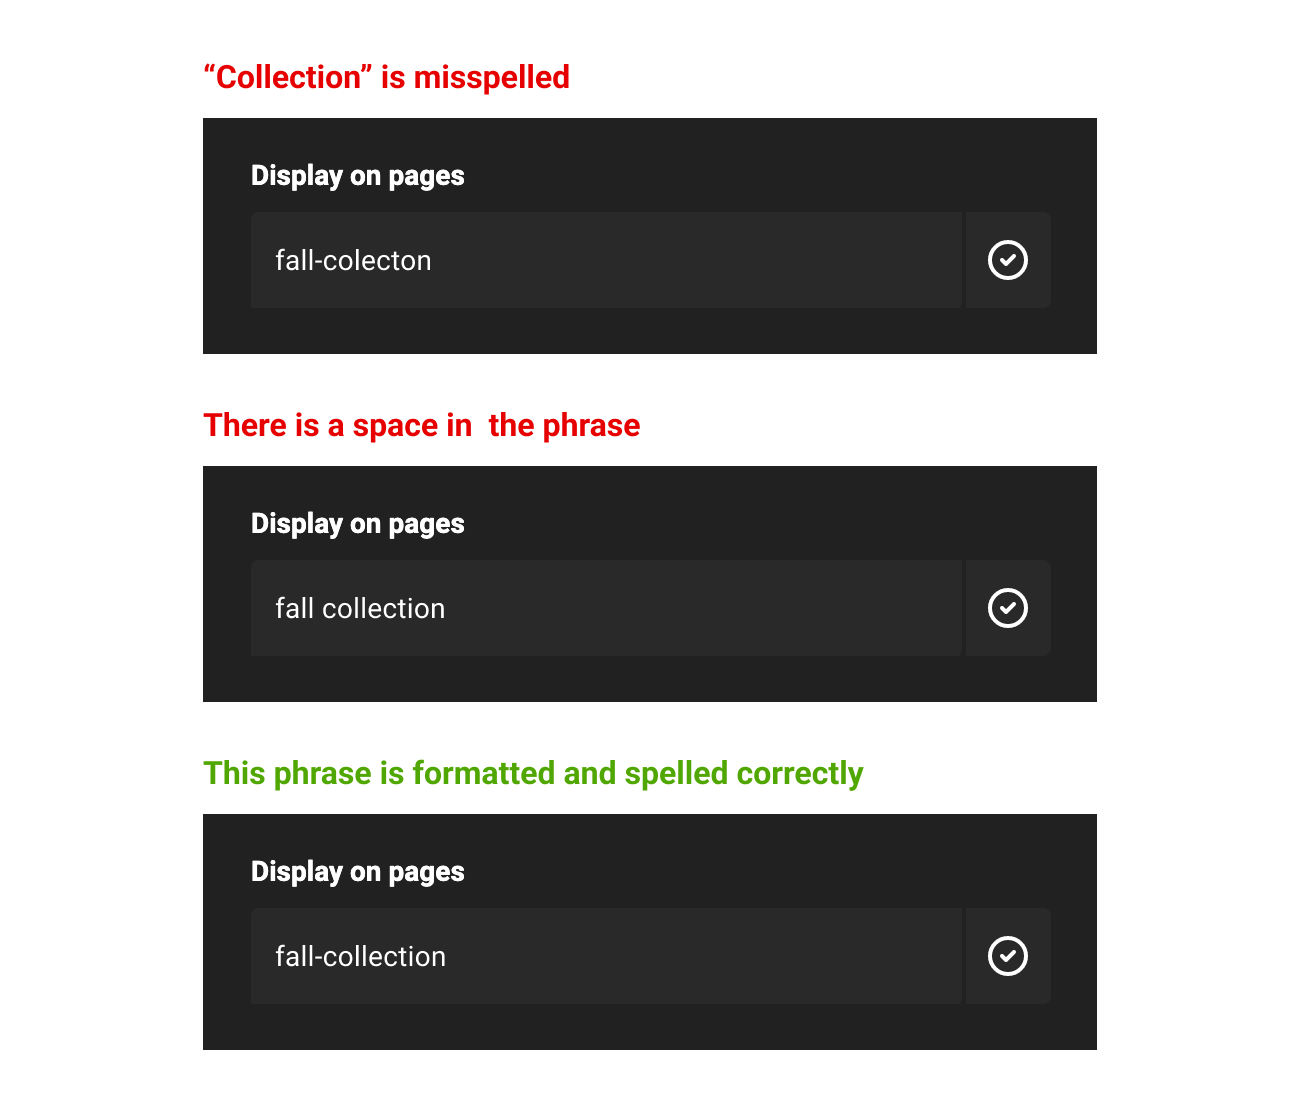 “Collection” is misspelled
Display on pages
fall-colecton
There is a space in  the phrase
Display on pages
fall collection
This phrase is formatted and spelled correctly
Display on pages
fall-collection